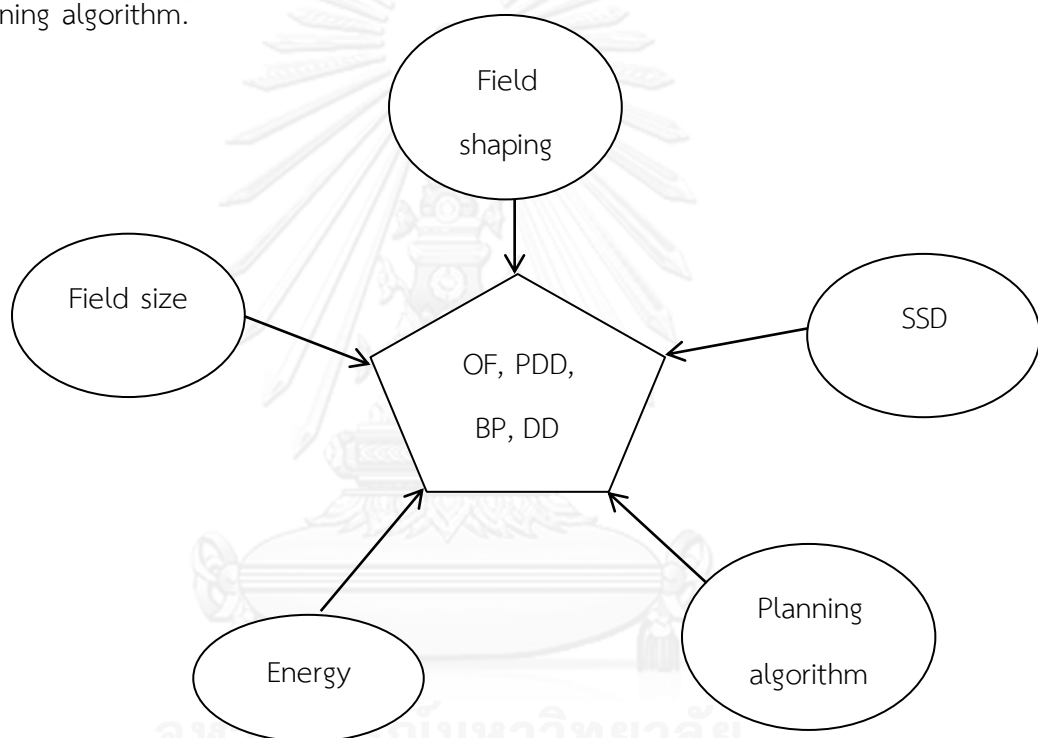 ning algorithm.
Field
shaping
Field size
SSD
OF, PDD,
BP, DD
Energy
Planning
algorithm